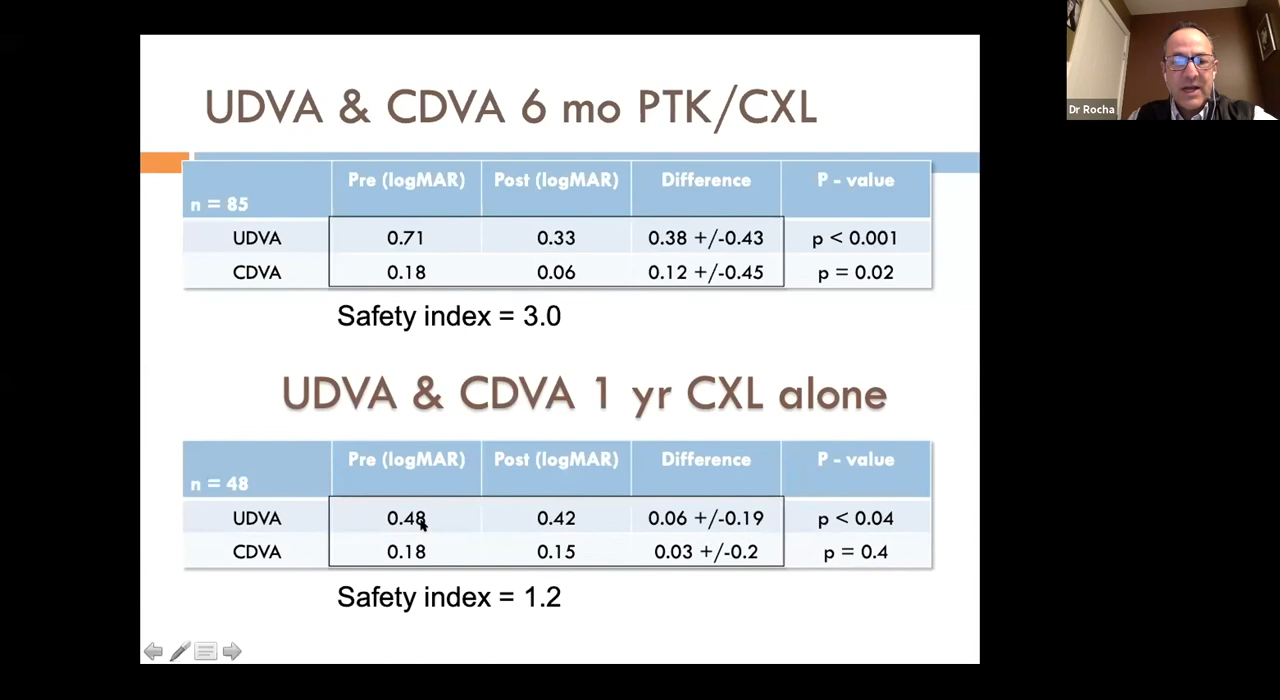 Dr Rocha
UDVA & CDVA 6 mo PTK/CXL
n = 85 Pre (logMAR) Post (logMAR) Difference P - value
UDVA 0.71 0.33 0.38 +/-0.43 p < 0.001
CDVA 0.18 0.06 0.12 +/-0.45 p = 0.02
Safety index = 3.0
UDVA & CDVA 1 yr CXL alone
n = 48 Pre (logMAR) Post (logMAR) Difference P - value
UDVA 0.48 0.42 0.06 +/-0.19 p < 0.04
CDVA 0.18 0.15 0.03 +/-0.2 p = 0.4
Safety index = 1.2